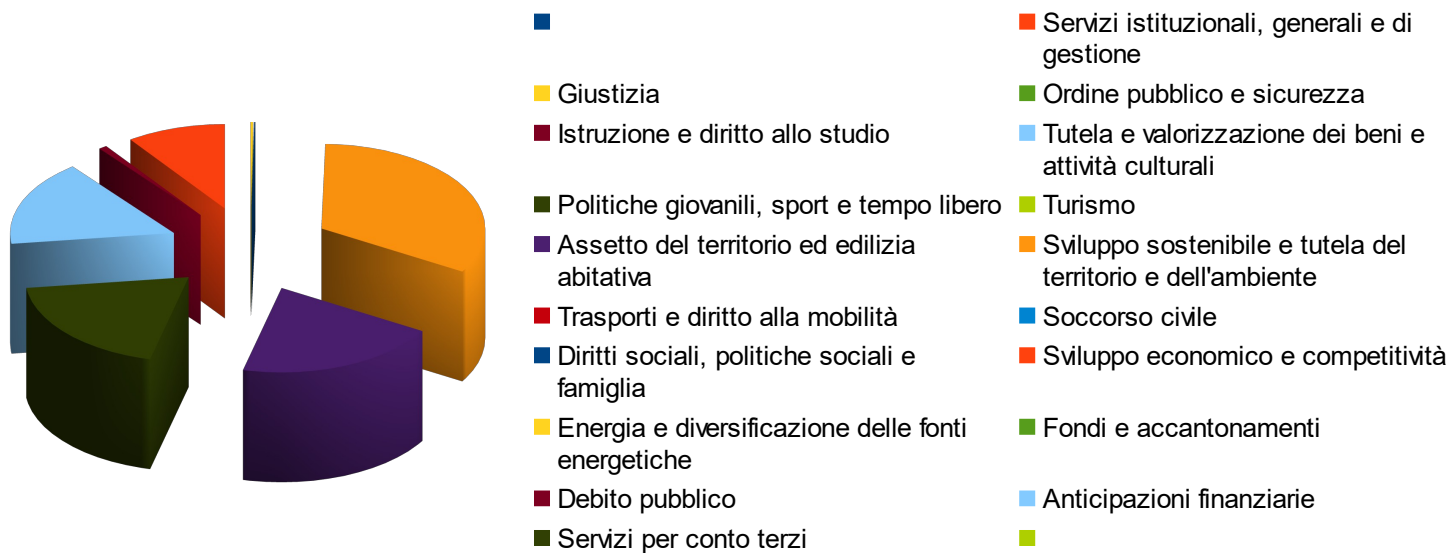 Servizi istituzionali, generali e di
gestione
Giustizia
Ordine pubblico e sicurezza
Istruzione e diritto allo studio
Tutela e valorizzazione dei beni e
attività culturali
Politiche giovanili, sport e tempo libero
Turismo
Assetto del territorio ed edilizia
abitativa
Sviluppo sostenibile e tutela del
territorio e dell'ambiente
Trasporti e diritto alla mobilità
Soccorso civile
Diritti sociali, politiche sociali e
famiglia
Sviluppo economico e competitività
Energia e diversificazione delle fonti
energetiche
Fondi e accantonamenti
Debito pubblico
Anticipazioni finanziarie
Servizi per conto terzi